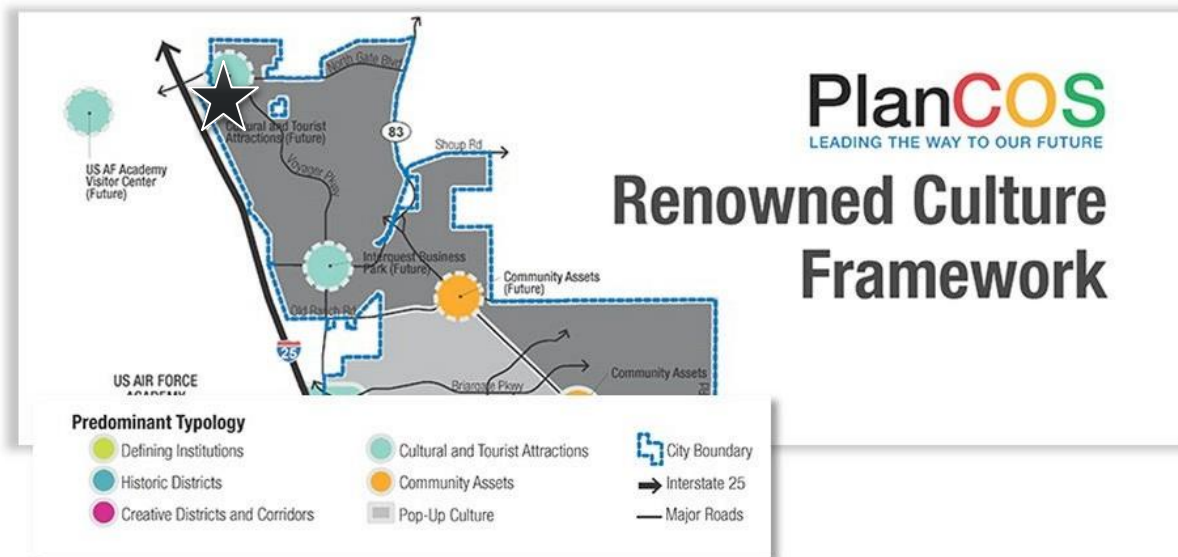 PlanCOS
LEADING THE WAY TO OUR FUTURE
Renowned Culture
Framework
North Gate Blvd
Cultural and Tourist
Attractions (Future)
83
Shoup Rd
US AF Academy
Visitor Center
(Future)
Voyager Pkwy
Interquest Business
Park (Future)
Community Assets
(Future)
Old Ranch Rd
25
US AIR FORCE
ACADEMY
Briargate Pkwy
Community Assets
Rd
Predominant Typology
Defining Institutions
Historic Districts
Creative Districts and Corridors
Cultural and Tourist Attractions
Community Assets
Pop-Up Culture
City Boundary
Interstate 25
Major Roads